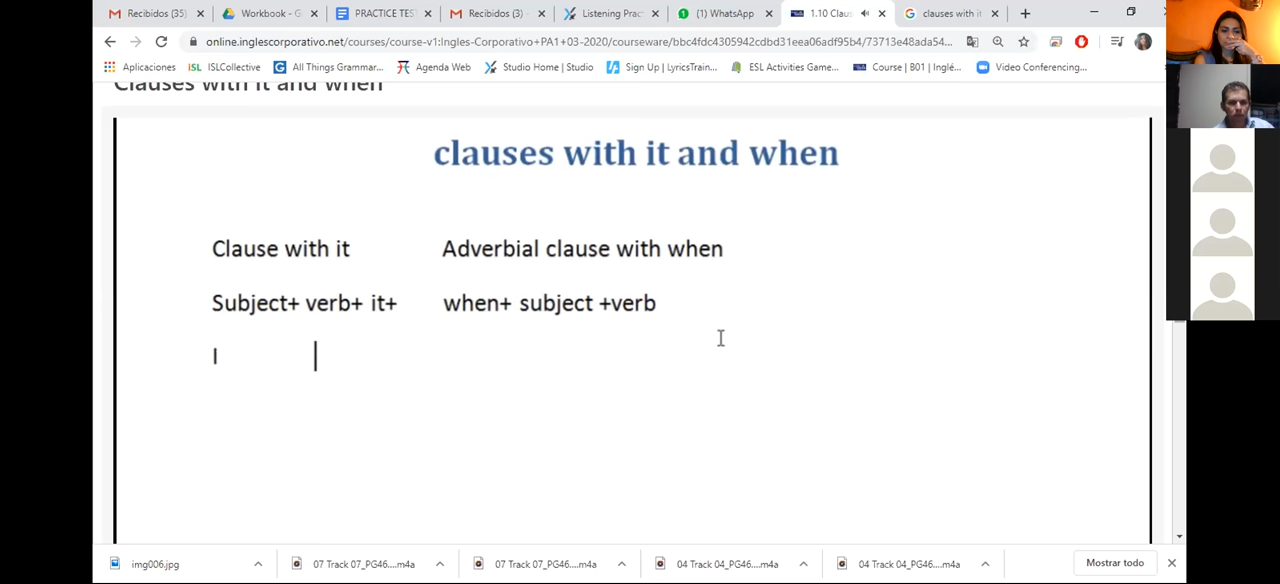 Recibidos (35)
Workbook - G
PRACTICE TES
Recibidos (3) -
Listening Prac
(1) WhatsApp
1.10 Claus
clauses with it
online.inglescorporativo.net/courses/course-v1:Ingles-Corporativo+PA1+03-2020/courseware/bbc4fdc4305942cdbd31eea06adf95b4/73713e48ada54...
Aplicaciones
ISL ISLCollective
All Things Grammar...
Agenda Web
Studio Home | Studio
Sign Up | LyricsTrain...
ESL Activities Game...
Course | B01 | Inglé...
Video Conferencing...
Clauses with it and when
clauses with it and when
Clause with it Adverbial clause with when
Subject+ verb+ it+ when+ subject +verb
I
img006.jpg
07 Track 07_PG46....m4a
07 Track 07_PG46....m4a
04 Track 04_PG46....m4a
04 Track 04_PG46....m4a
Mostrar todo